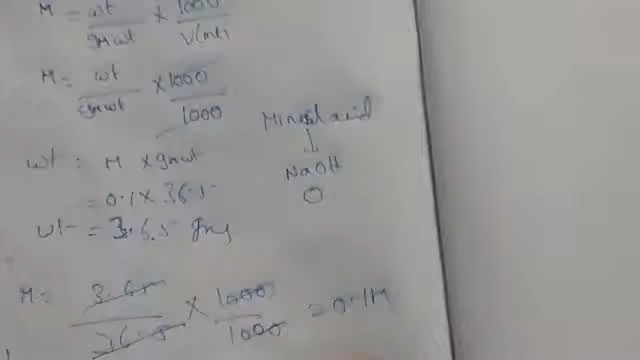 M = wt/gmwt × 1000/V(ml)
M = wt/gmwt × 1000/1000
wt = M × gmwt
= 0.1 × 36.5
wt = 3.65 gms
Mineral acid
↓
NaOH
M = 3.65/36.5 × 1000/1000 = 0.1M